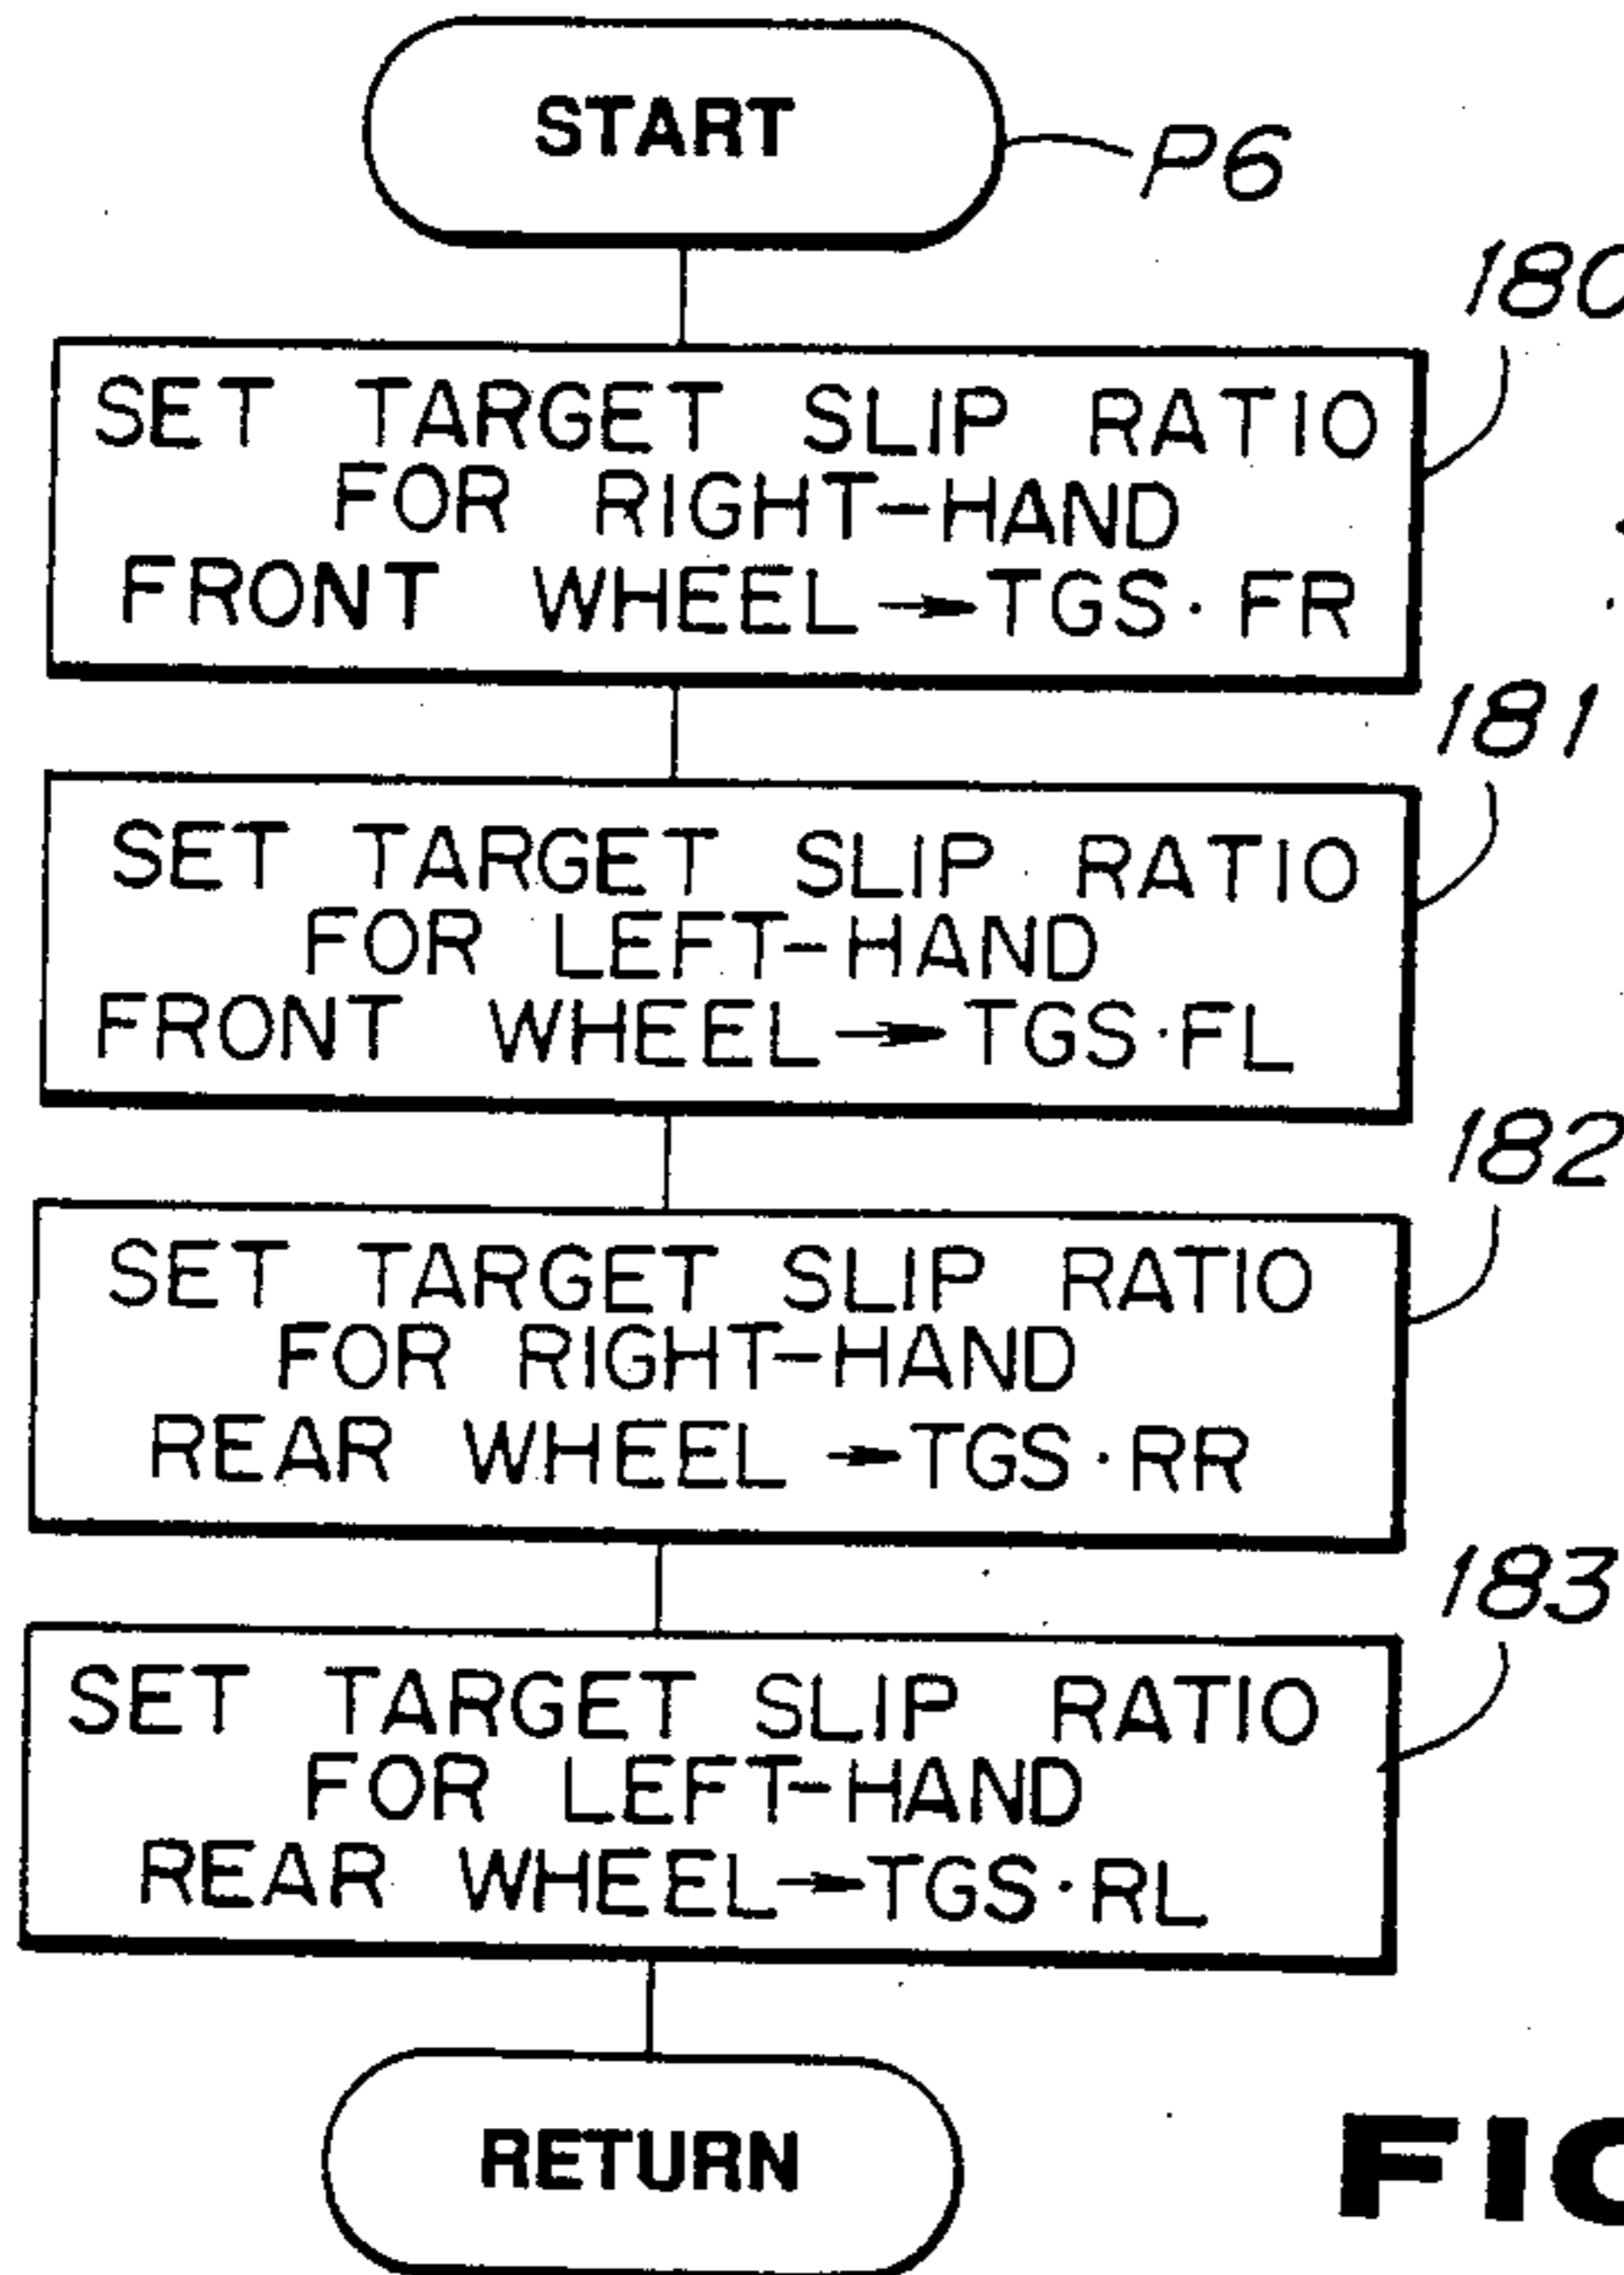 START
P6
180
SET TARGET SLIP RATIO
FOR RIGHT-HAND
FRONT WHEEL→TGS·FR
181
SET TARGET SLIP RATIO
FOR LEFT-HAND
FRONT WHEEL→TGS·FL
182
SET TARGET SLIP RATIO
FOR RIGHT-HAND
REAR WHEEL→TGS·RR
183
SET TARGET SLIP RATIO
FOR LEFT-HAND
REAR WHEEL→TGS·RL
RETURN